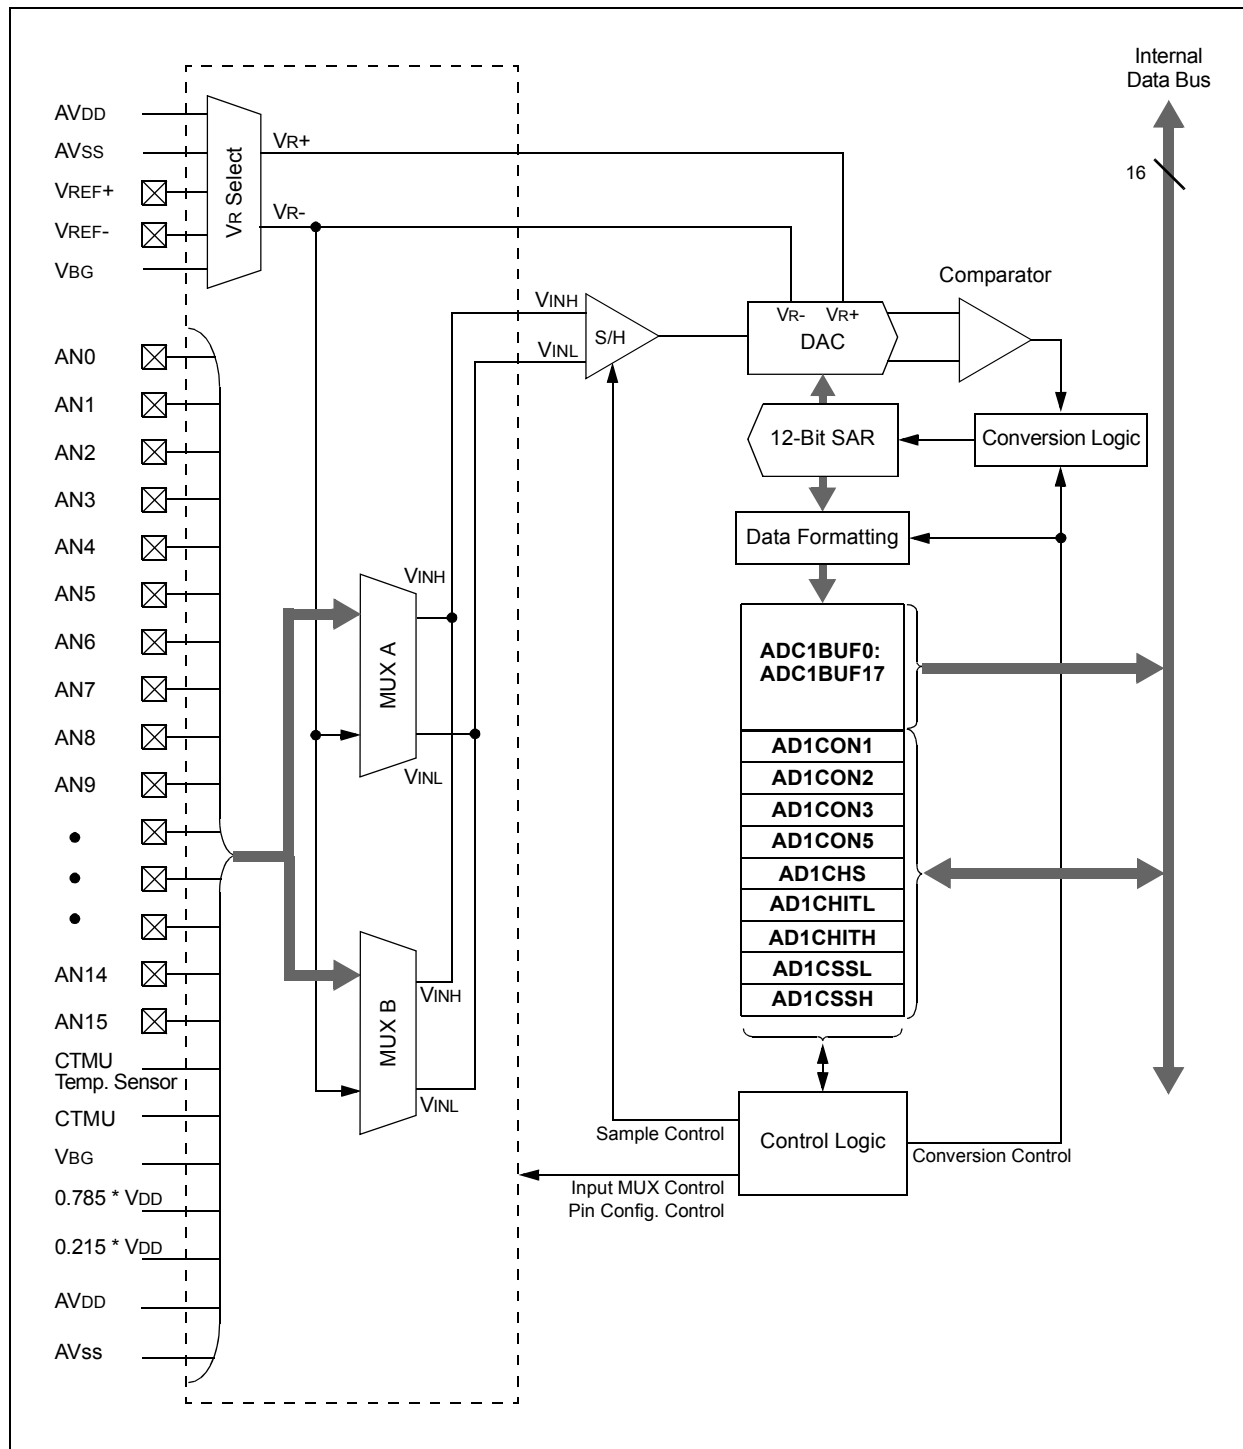 Internal
Data Bus
16
AVDD
AVSS
VREF+
VREF-
VBG
VR Select
VR+
VR-
Comparator
VINH
VINL
S/H
VR- VR+
DAC
12-Bit SAR
Conversion Logic
Data Formatting
AN0
AN1
AN2
AN3
AN4
AN5
AN6
AN7
AN8
AN9
AN14
AN15
CTMU
Temp. Sensor
CTMU
VBG
0.785 * VDD
0.215 * VDD
AVDD
AVss
VINH
MUX A
VINL
MUX B
VINH
VINL
ADC1BUF0:
ADC1BUF17
AD1CON1
AD1CON2
AD1CON3
AD1CON5
AD1CHS
AD1CHITL
AD1CHITH
AD1CSSL
AD1CSSH
Sample Control
Control Logic
Conversion Control
Input MUX Control
Pin Config. Control